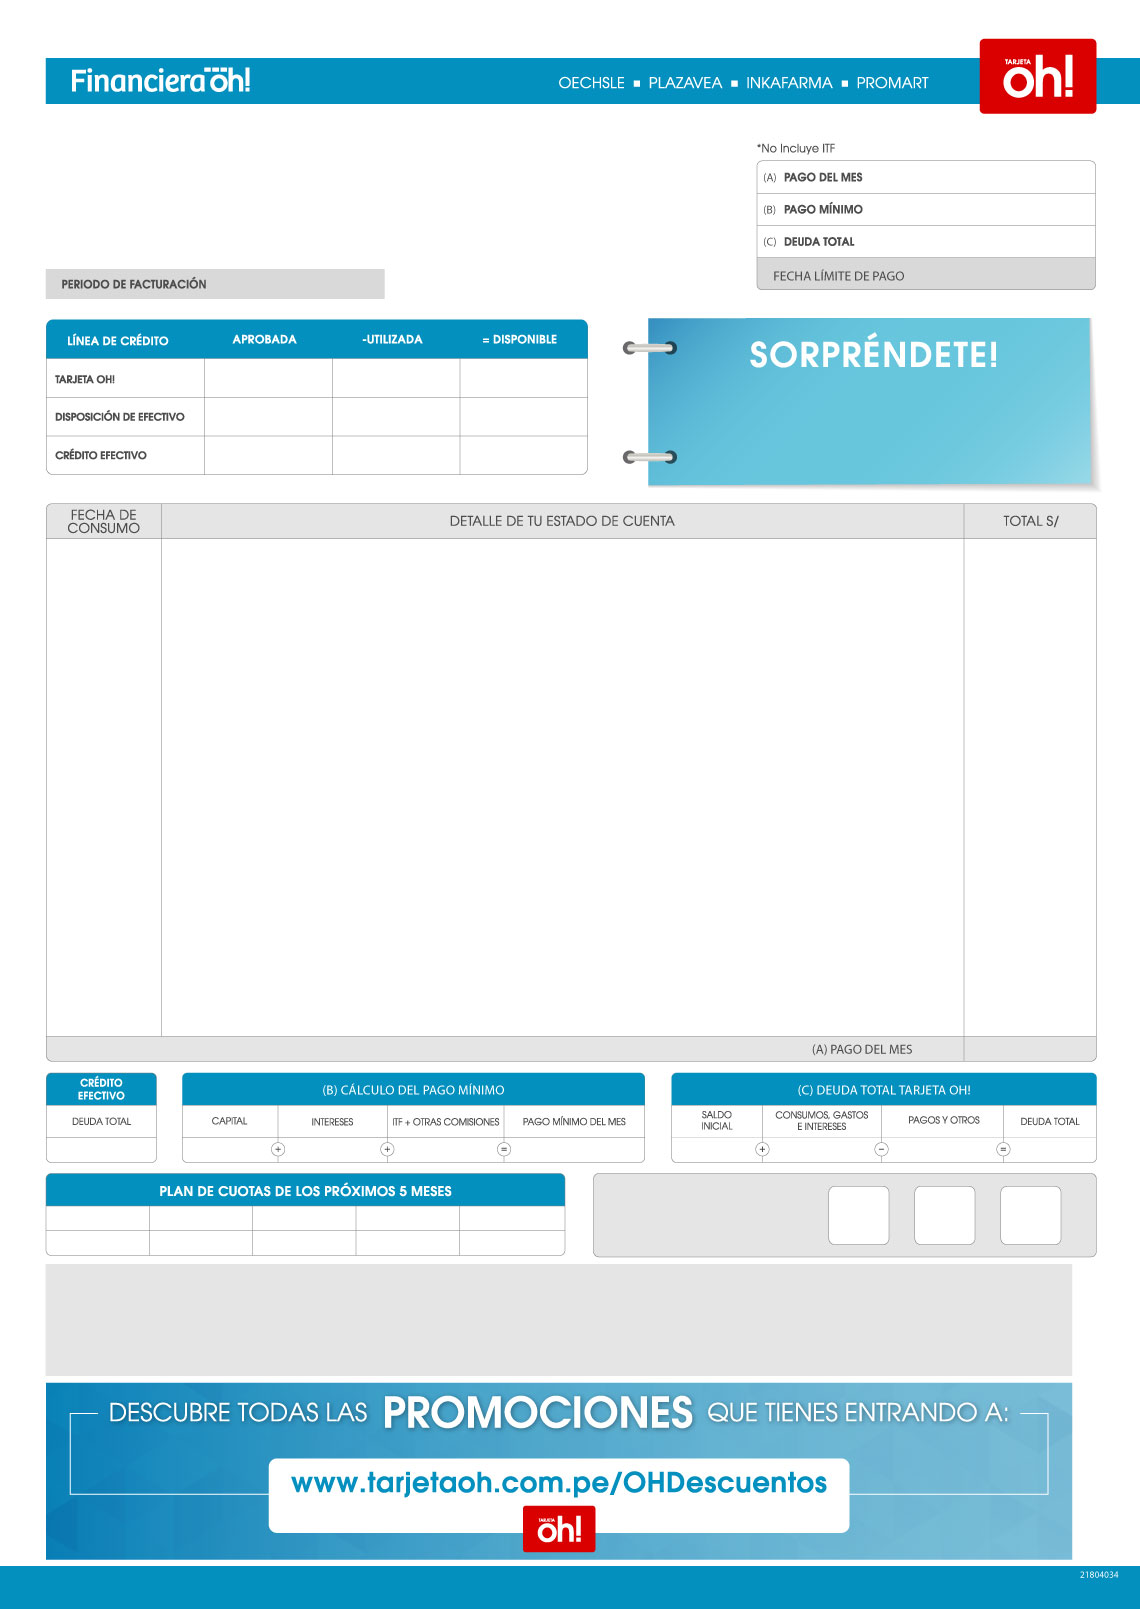 Financiera öh!
OECHSLE ■ PLAZAVEA ■ INKAFARMA ■ PROMART
TARJETA
oh!
*No Incluye ITF
(A) PAGO DEL MES
(B) PAGO MÍNIMO
(C) DEUDA TOTAL
FECHA LÍMITE DE PAGO
PERIODO DE FACTURACIÓN
LÍNEA DE CRÉDITO APROBADA -UTILIZADA = DISPONIBLE
TARJETA OH!
DISPOSICIÓN DE EFECTIVO
CRÉDITO EFECTIVO
SORPRÉNDETE!
FECHA DE
CONSUMO
DETALLE DE TU ESTADO DE CUENTA
TOTAL S/
(A) PAGO DEL MES
CRÉDITO
EFECTIVO
DEUDA TOTAL
(B) CÁLCULO DEL PAGO MÍNIMO
CAPITAL INTERESES ITF + OTRAS COMISIONES PAGO MÍNIMO DEL MES
+ + =
(C) DEUDA TOTAL TARJETA OH!
SALDO
INICIAL
CONSUMOS, GASTOS
E INTERESES
PAGOS Y OTROS
DEUDA TOTAL
+ − =
PLAN DE CUOTAS DE LOS PRÓXIMOS 5 MESES
DESCUBRE TODAS LAS PROMOCIONES QUE TIENES ENTRANDO A:
www.tarjetaoh.com.pe/OHDescuentos
TARJETA
oh!
21804034